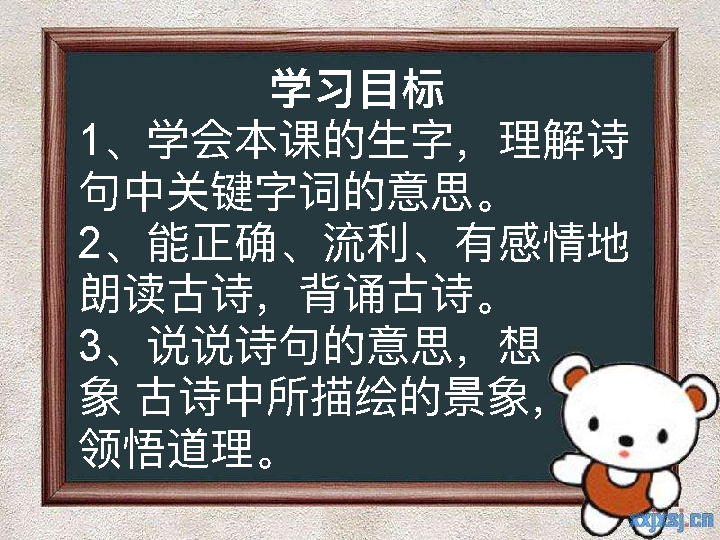 学习目标
1、学会本课的生字，理解诗
句中关键字词的意思。
2、能正确、流利、有感情地
朗读古诗，背诵古诗。
3、说说诗句的意思，想
象 古诗中所描绘的景象，
领悟道理。
xxjxsj.cn